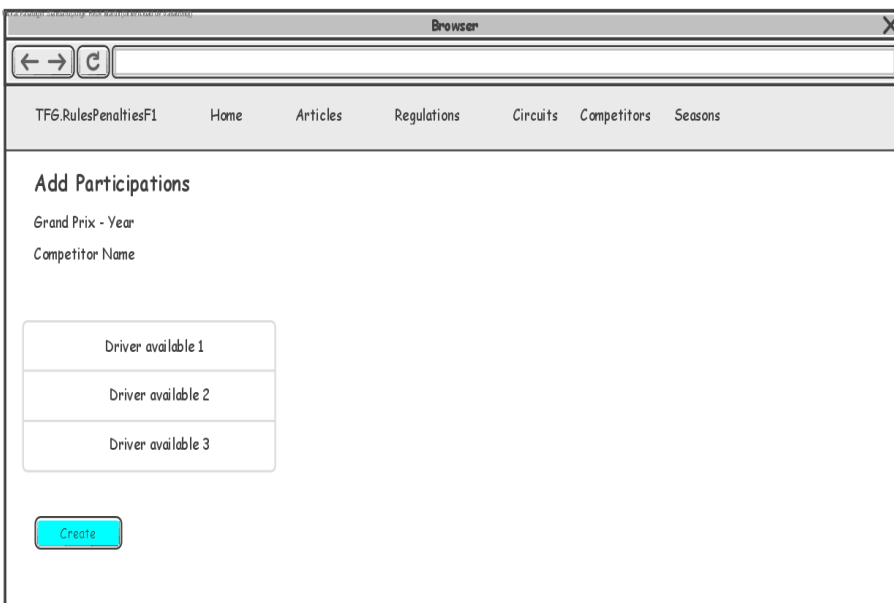 Browser
TFG.RulesPenaltiesF1 Home Articles Regulations Circuits Competitors Seasons
Add Participations
Grand Prix - Year
Competitor Name
Driver available 1
Driver available 2
Driver available 3
Create